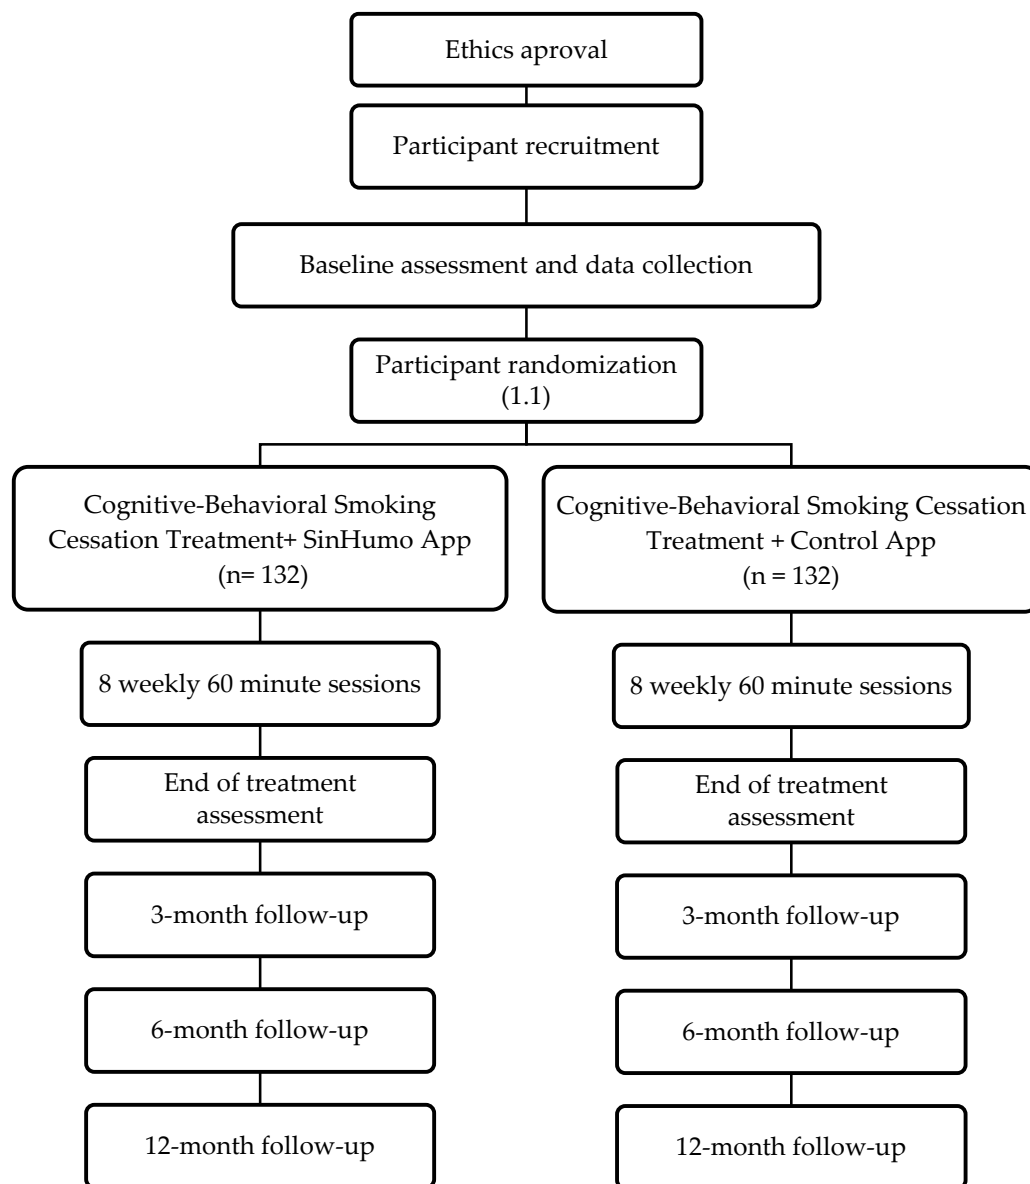 Ethics aproval
Participant recruitment
Baseline assessment and data collection
Participant randomization
(1.1)
Cognitive-Behavioral Smoking
Cessation Treatment+ SinHumo App
(n= 132)
Cognitive-Behavioral Smoking Cessation
Treatment + Control App
(n = 132)
8 weekly 60 minute sessions
8 weekly 60 minute sessions
End of treatment
assessment
End of treatment
assessment
3-month follow-up
3-month follow-up
6-month follow-up
6-month follow-up
12-month follow-up
12-month follow-up